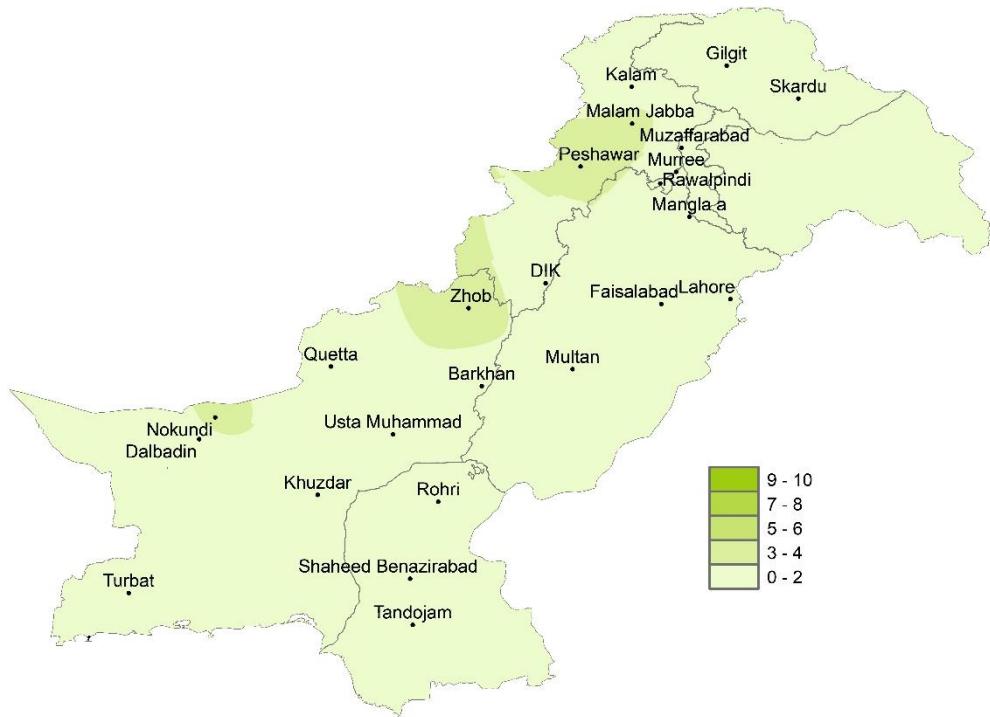 Gilgit
Kalam
Skardu
Malam Jabba
Muzaffarabad
Peshawar
Murree
Rawalpindi
Mangla a
DIK
Zhob
Faisalabad
Lahore
Quetta
Multan
Barkhan
Usta Muhammad
Nokundi
Dalbadin
Khuzdar
Rohri
9 - 10
7 - 8
5 - 6
3 - 4
0 - 2
Shaheed Benazirabad
Turbat
Tandojam